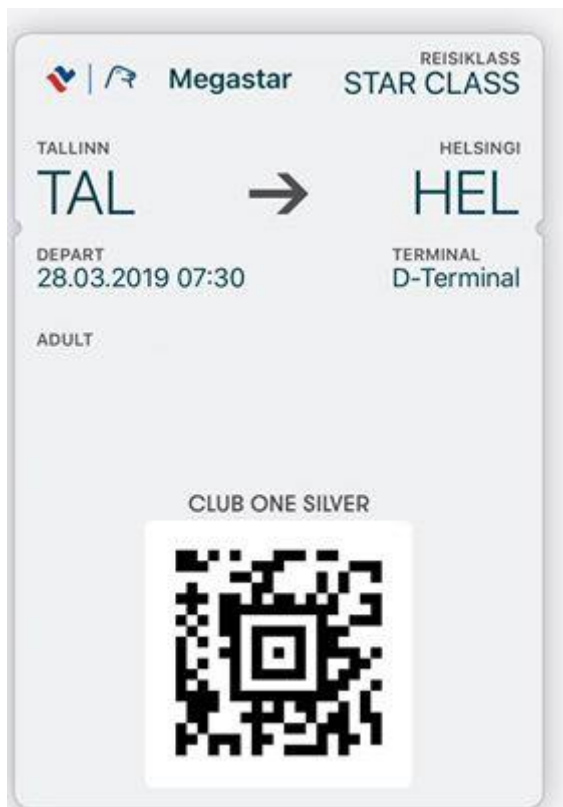 Megastar
REISIKLASS
STAR CLASS
TALLINN
HELSINGI
TAL → HEL
DEPART
TERMINAL
28.03.2019 07:30
D-Terminal
ADULT
CLUB ONE SILVER